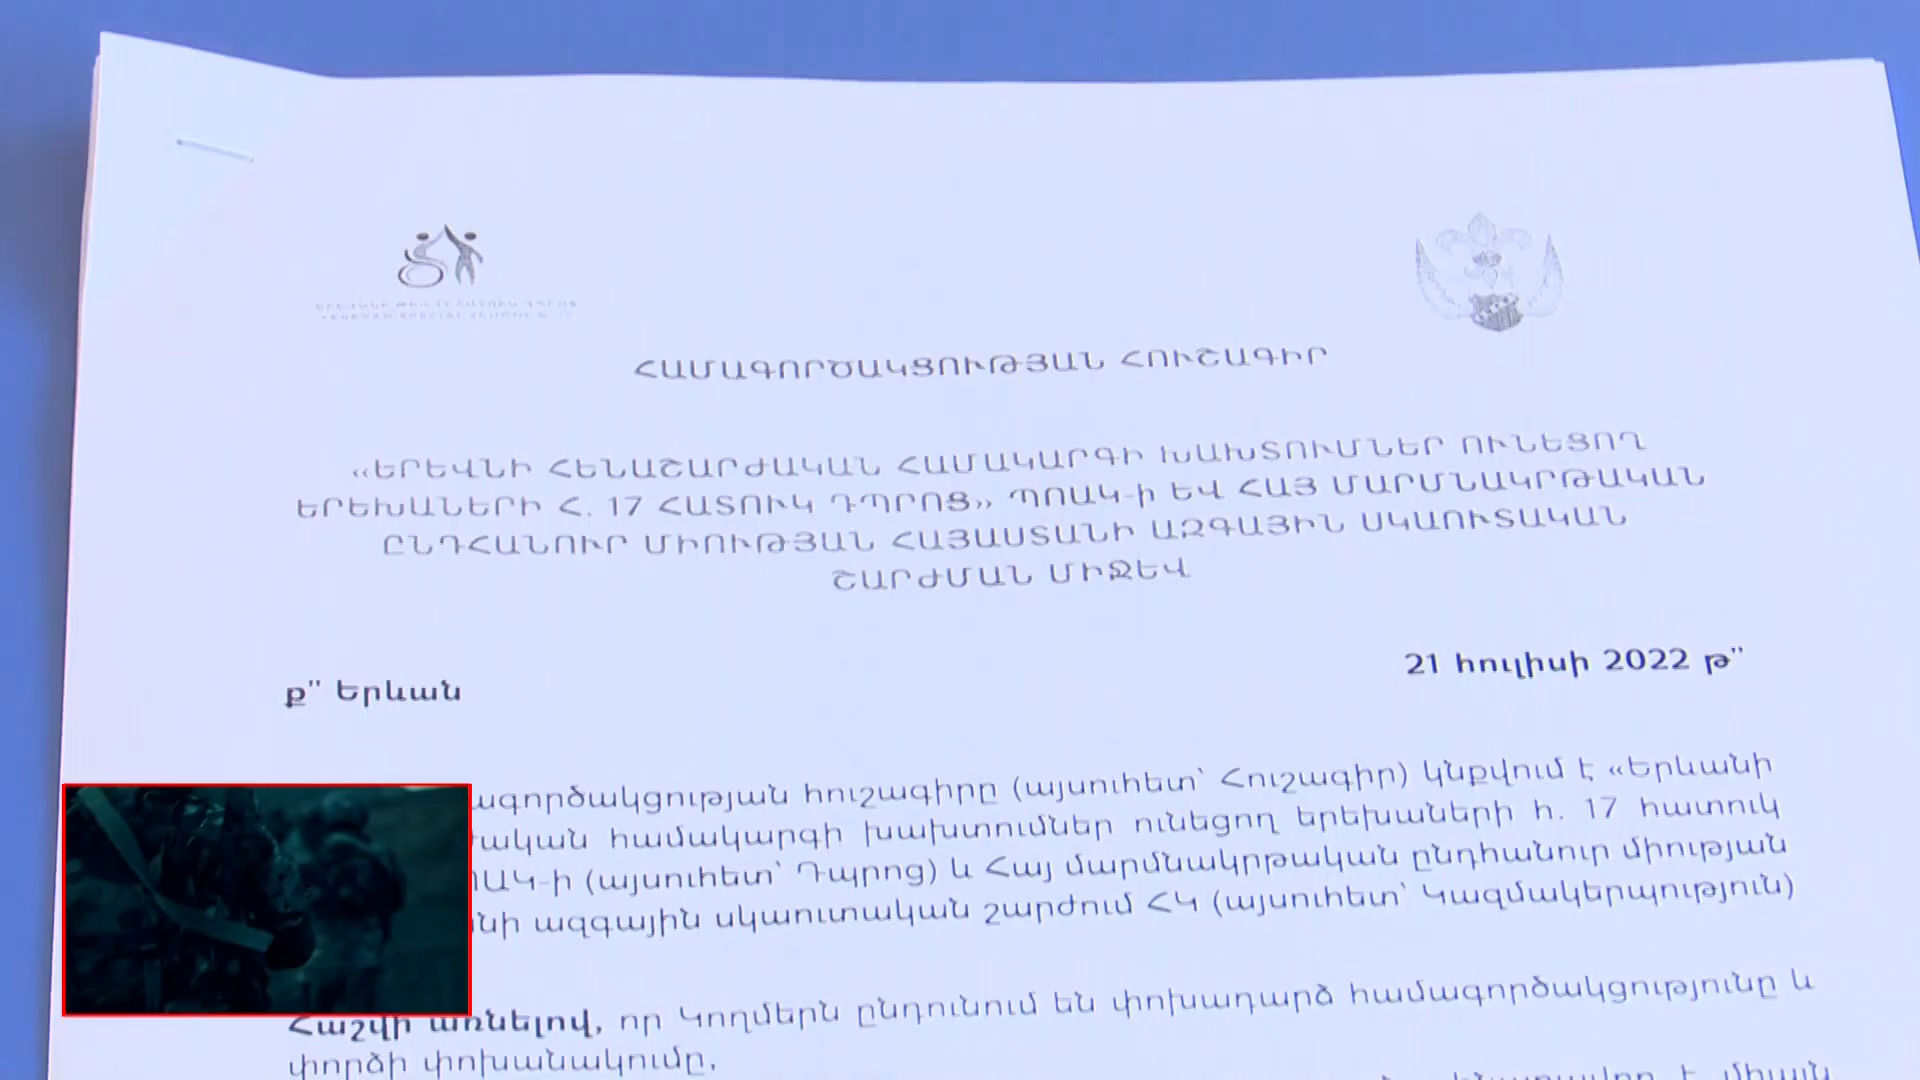 ՀԱՄԱԳՈՐԾԱԿՑՈՒԹՅԱՆ ՀՈՒՇԱԳԻՐ
‹‹ԵՐԵՎՆԻ ՀԵՆԱՇԱՐԺԱԿԱՆ ՀԱՄԱԿԱՐԳԻ ԽԱԽՏՈՒՄՆԵՐ ՈՒՆԵՑՈՂ
ԵՐԵԽԱՆԵՐԻ Հ. 17 ՀԱՏՈՒԿ ԴՊՐՈՑ›› ՊՈԱԿ-ի ԵՎ ՀԱՅ ՄԱՐՄՆԱԿՐԹԱԿԱՆ
ԸՆԴՀԱՆՈՒՐ ՄԻՈՒԹՅԱՆ ՀԱՅԱՍՏԱՆԻ ԱԶԳԱՅԻՆ ՍԿԱՈՒՏԱԿԱՆ
ՇԱՐԺՄԱՆ ՄԻՋԵՎ
ք'' Երևան
21 հուլիսի 2022 թ''
ագործակցության հուշագիրը (այսուհետ՝ Հուշագիր) կնքվում է «Երևանի
ական համակարգի խախտումներ ունեցող երեխաների հ. 17 հատուկ
ՈԱԿ-ի (այսուհետ՝ Դպրոց) և Հայ մարմնակրթական ընդհանուր միության
նի ազգային սկաուտական շարժում ՀԿ (այսուհետ՝ Կազմակերպություն)
Հաշվի առնելով, որ Կողմերն ընդունում են փոխադարձ համագործակցությունը և
փորձի փոխանակումը,
է միայն